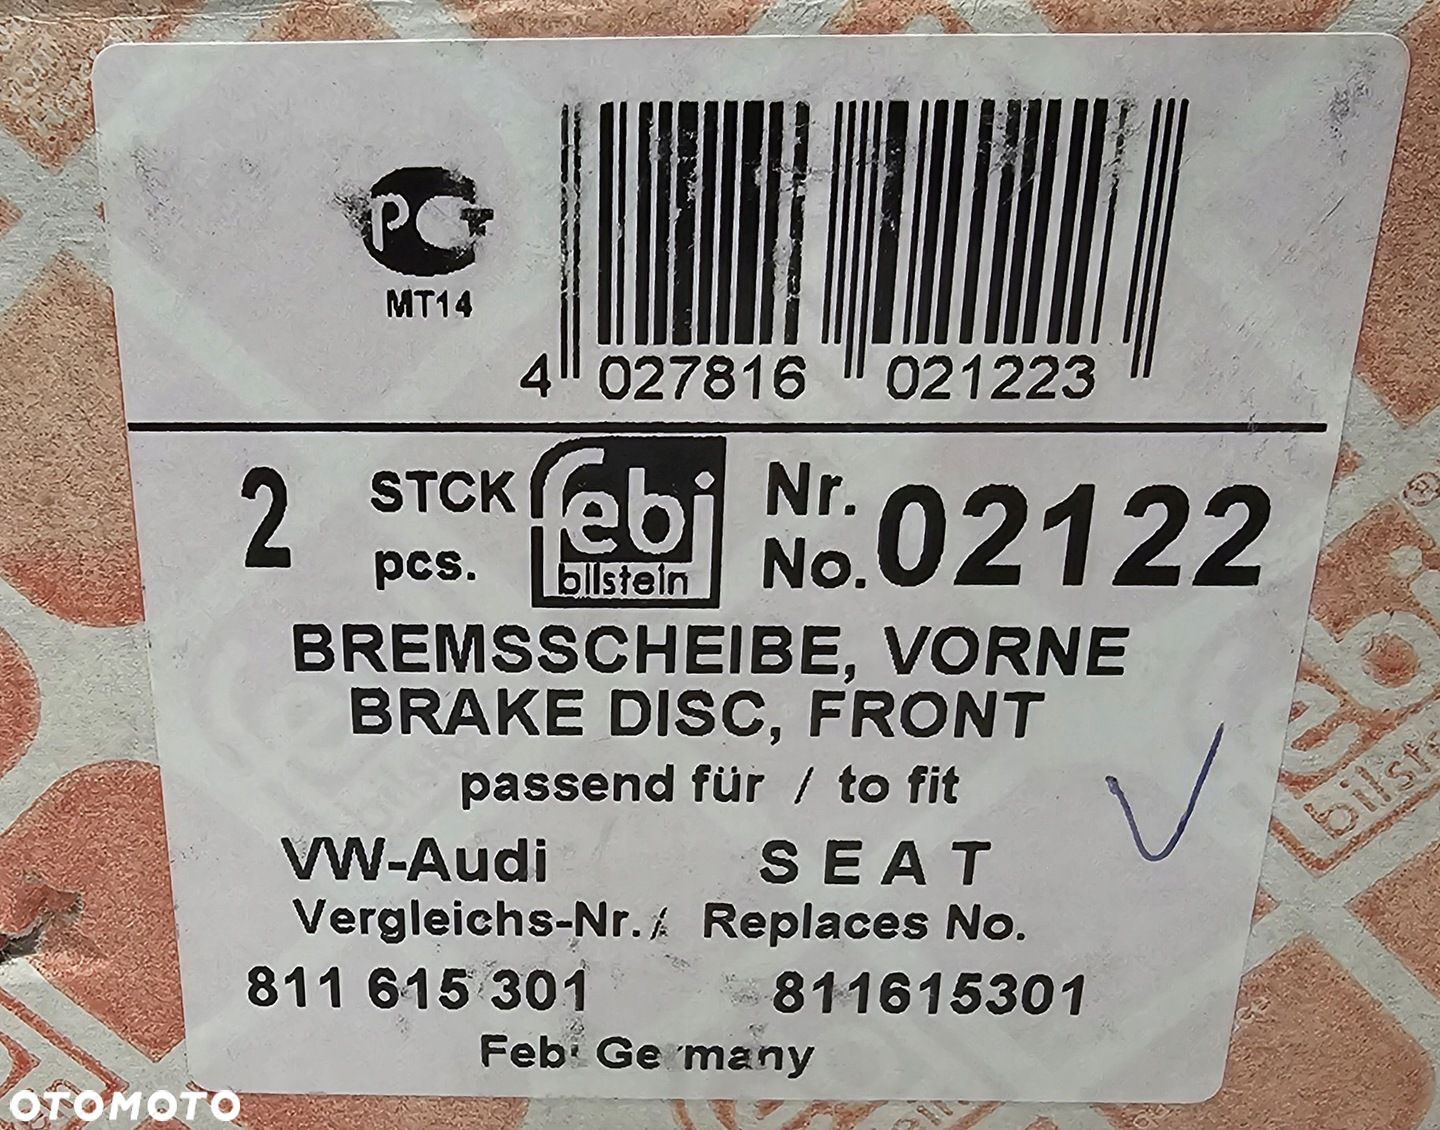 PC
MT14
4 027816 021223
2 STCK pcs. febi bilstein Nr. No. 02122
BREMSSCHEIBE, VORNE
BRAKE DISC, FRONT
passend für / to fit
VW-Audi SEAT
Vergleichs-Nr. / Replaces No.
811 615 301 811615301
Febi Germany
bilstein
OTOMOTO